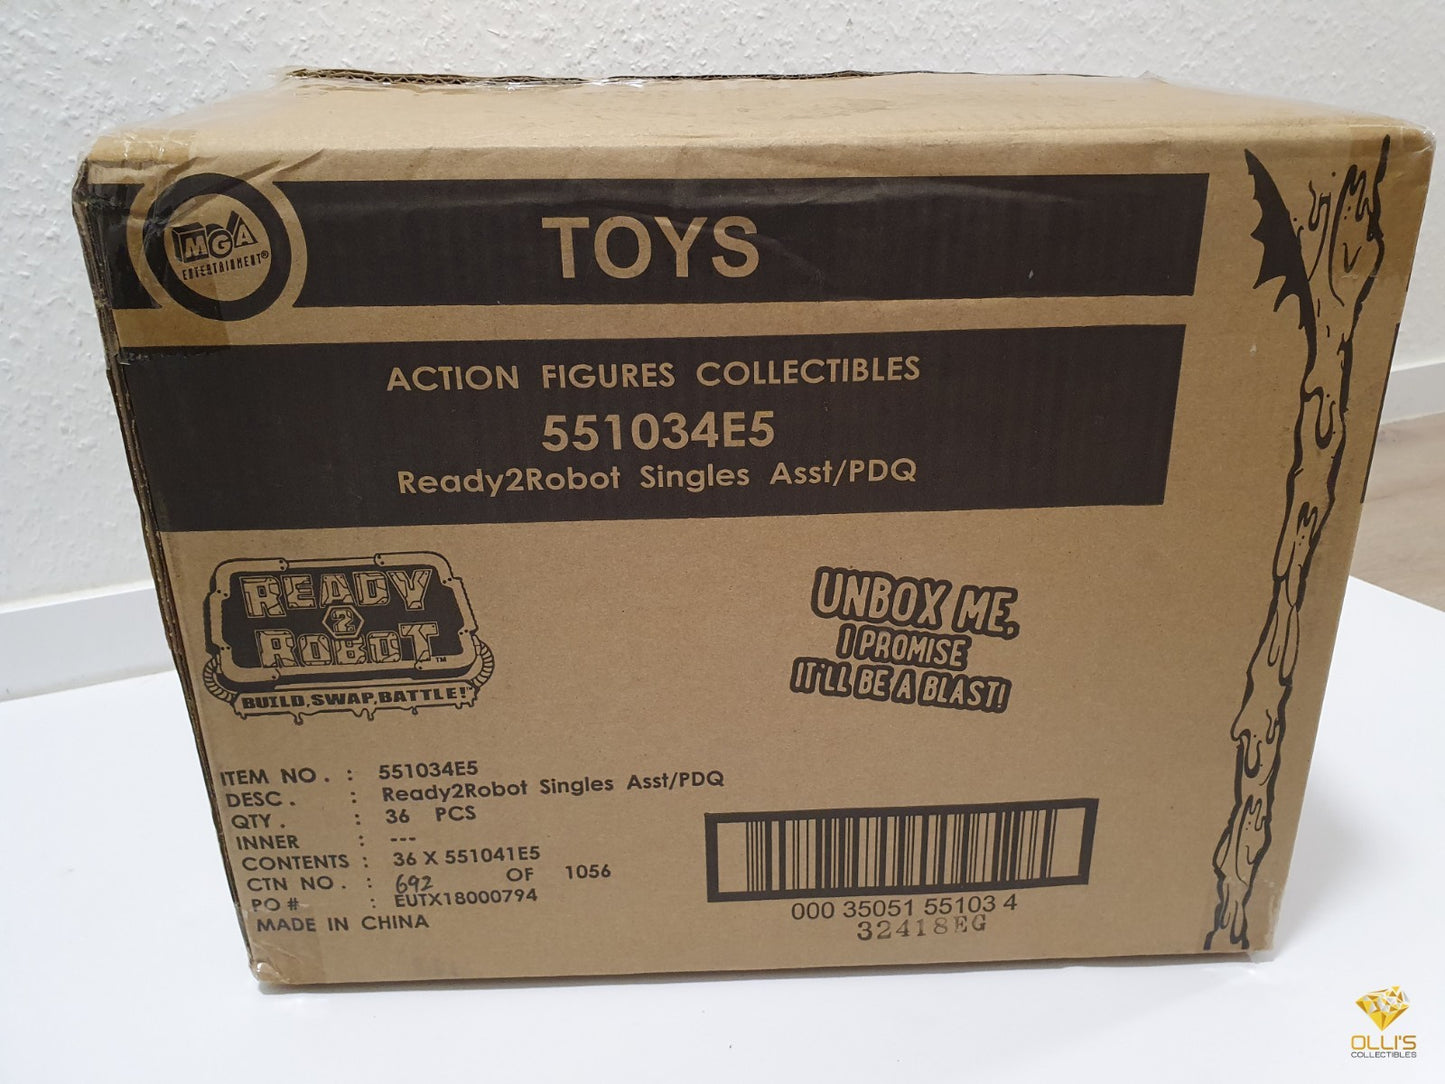 MGA
ENTERTAINMENT®
TOYS
ACTION FIGURES COLLECTIBLES
551034E5
Ready2Robot Singles Asst/PDQ
READY
2
ROBOT™
BUILD, SWAP, BATTLE!™
UNBOX ME,
I PROMISE
IT'LL BE A BLAST!
ITEM NO. : 551034E5
DESC. : Ready2Robot Singles Asst/PDQ
QTY. : 36 PCS
INNER : ---
CONTENTS : 36 X 551041E5
CTN NO. : 692 OF 1056
PO # : EUTX18000794
MADE IN CHINA
000 35051 55103 4
32418EG
OLLI'S
COLLECTIBLES